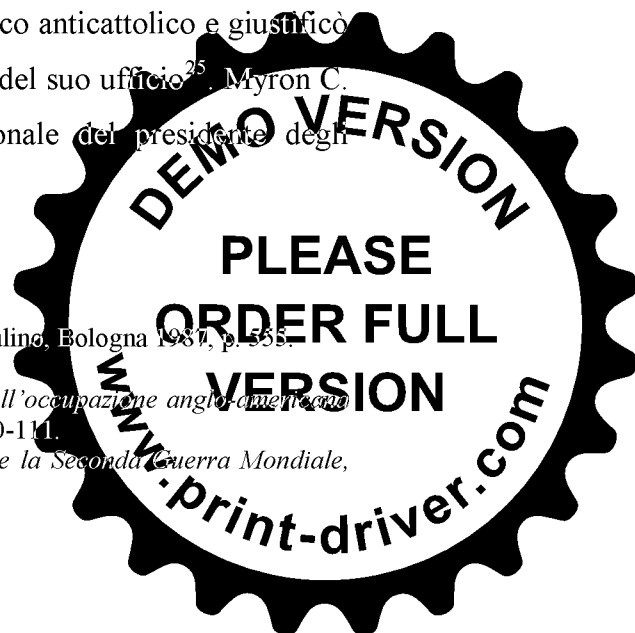 co anticattolico e giustificò
del suo ufficio²⁵. Myron C.
onale del presidente degli
DEMO VERSION
PLEASE
ORDER FULL
VERSION
www.print-driver.com
lino, Bologna 1987, p. 555.
ll'occupazione anglo-americana
0-111.
e la Seconda Guerra Mondiale,